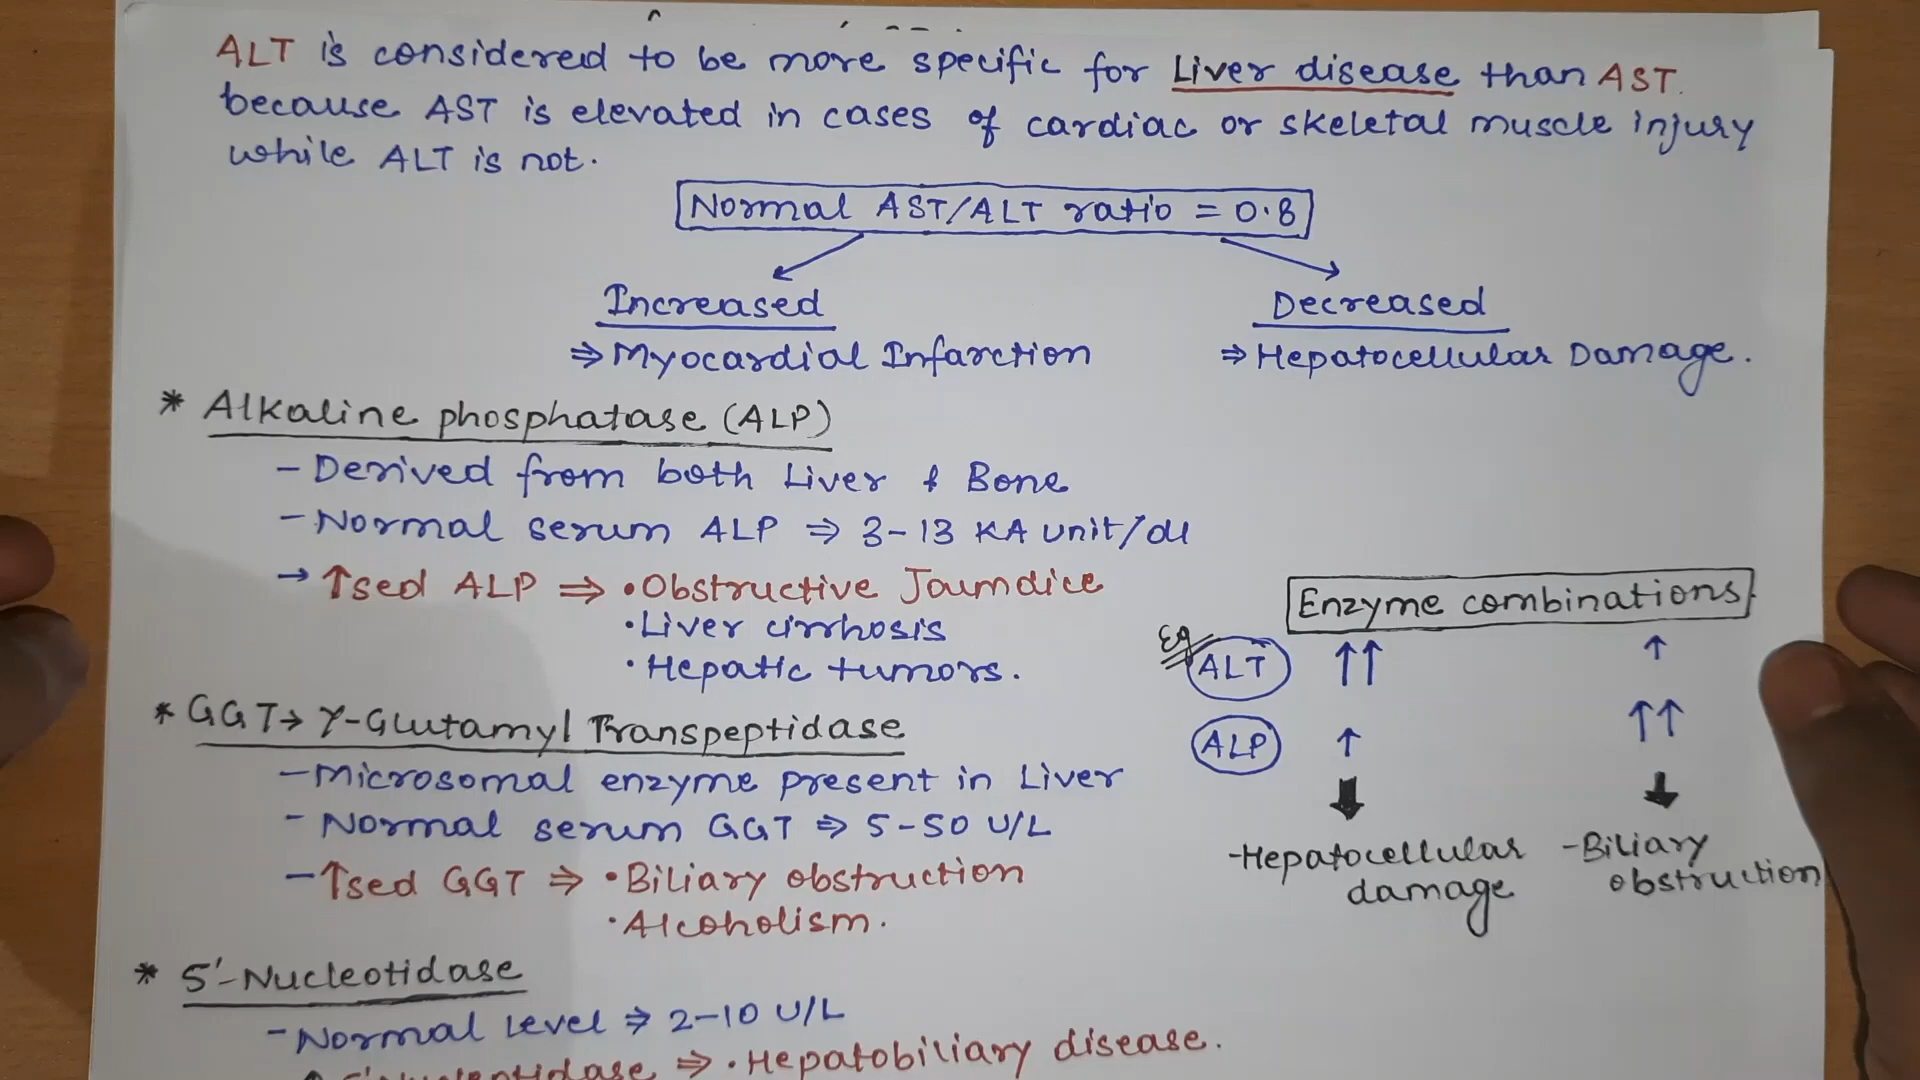 ALT is considered to be more specific for Liver disease than AST.
because AST is elevated in cases of cardiac or skeletal muscle injury
while ALT is not.
Normal AST/ALT ratio = 0.8
Increased
⇒ Myocardial Infarction
Decreased
⇒ Hepatocellular Damage.
* Alkaline phosphatase (ALP)
- Derived from both Liver & Bone
- Normal serum ALP ⇒ 3-13 KA unit/dl
→ ↑sed ALP ⇒ • Obstructive Jaundice
• Liver cirrhosis
• Hepatic tumors.
* GGT → γ-Glutamyl Transpeptidase
- Microsomal enzyme present in Liver
- Normal serum GGT ⇒ 5-50 U/L
- ↑sed GGT ⇒ • Biliary obstruction
• Alcoholism.
Enzyme combinations
Eg
ALT ↑↑ ↑
ALP ↑ ↑↑
- Hepatocellular
damage
- Biliary
obstruction
* 5'-Nucleotidase
- Normal level ⇒ 2-10 U/L
⇒ • Hepatobiliary disease.